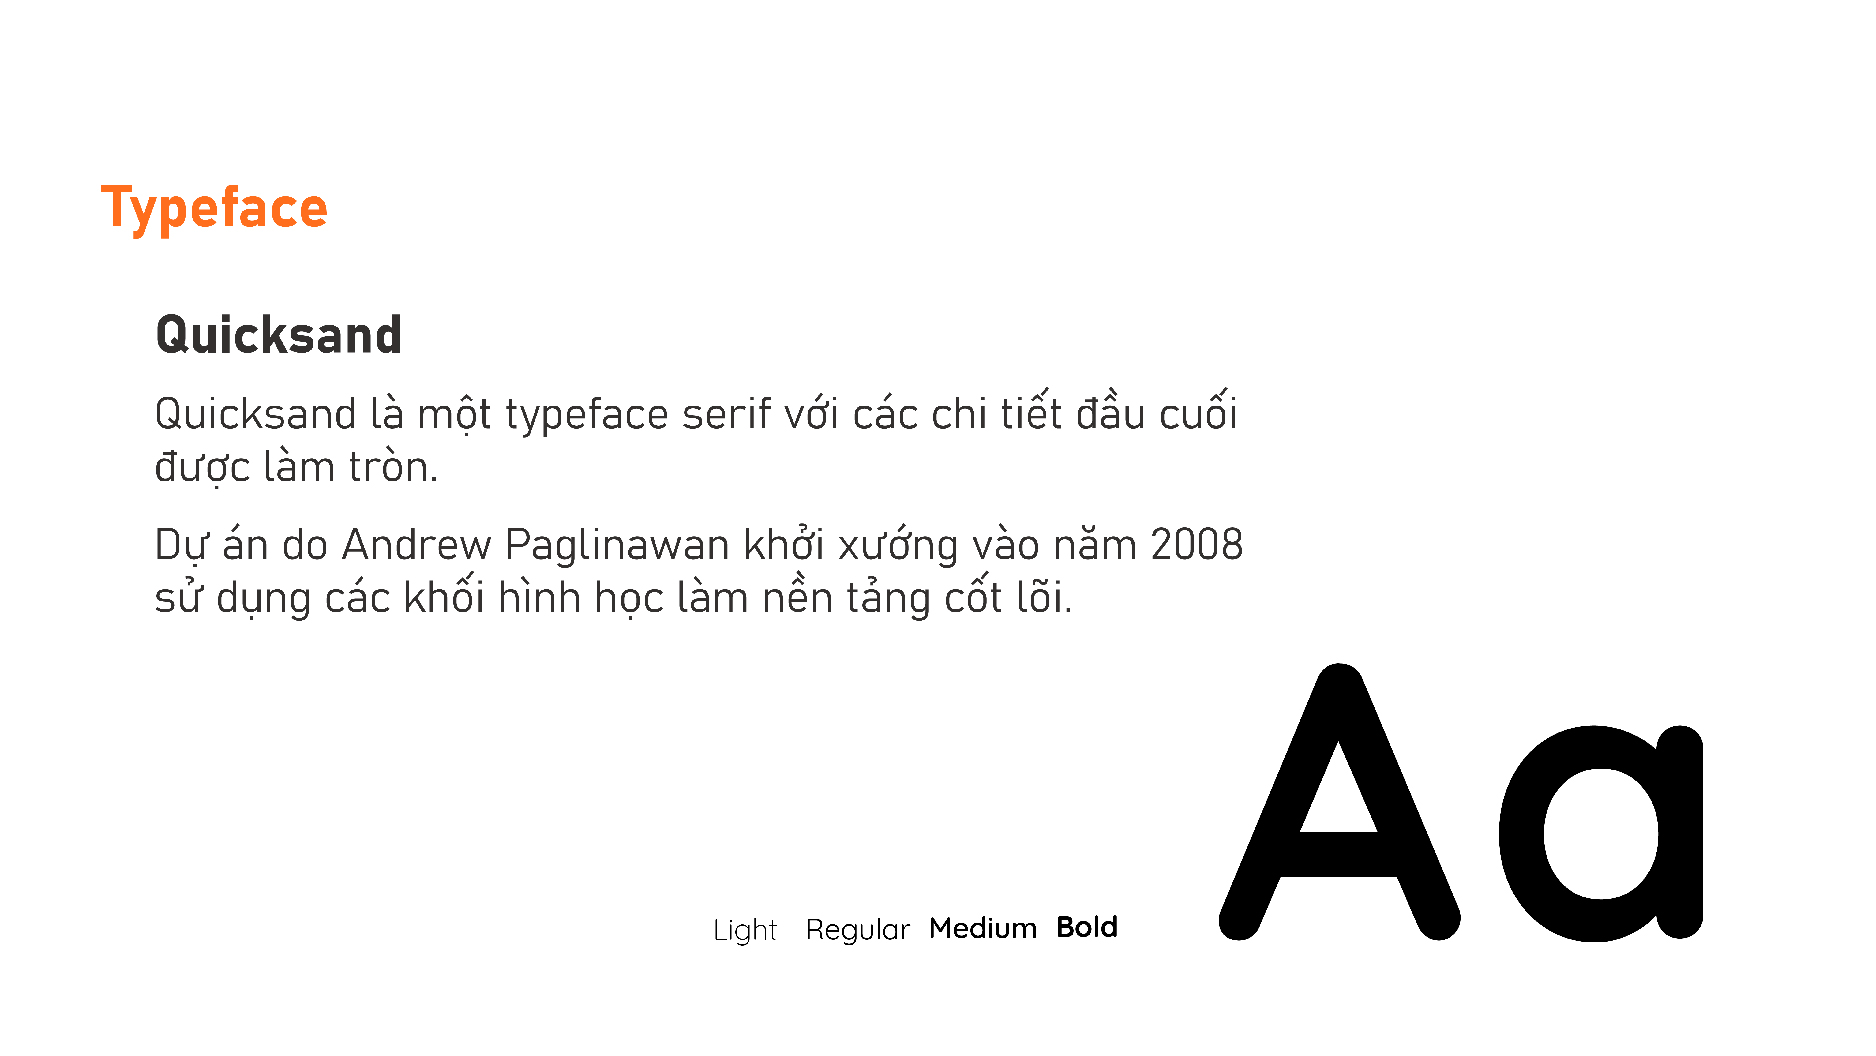 Typeface
Quicksand
Quicksand là một typeface serif với các chi tiết đầu cuối
được làm tròn.
Dự án do Andrew Paglinawan khởi xướng vào năm 2008
sử dụng các khối hình học làm nền tảng cốt lõi.
Aa
Light Regular Medium Bold